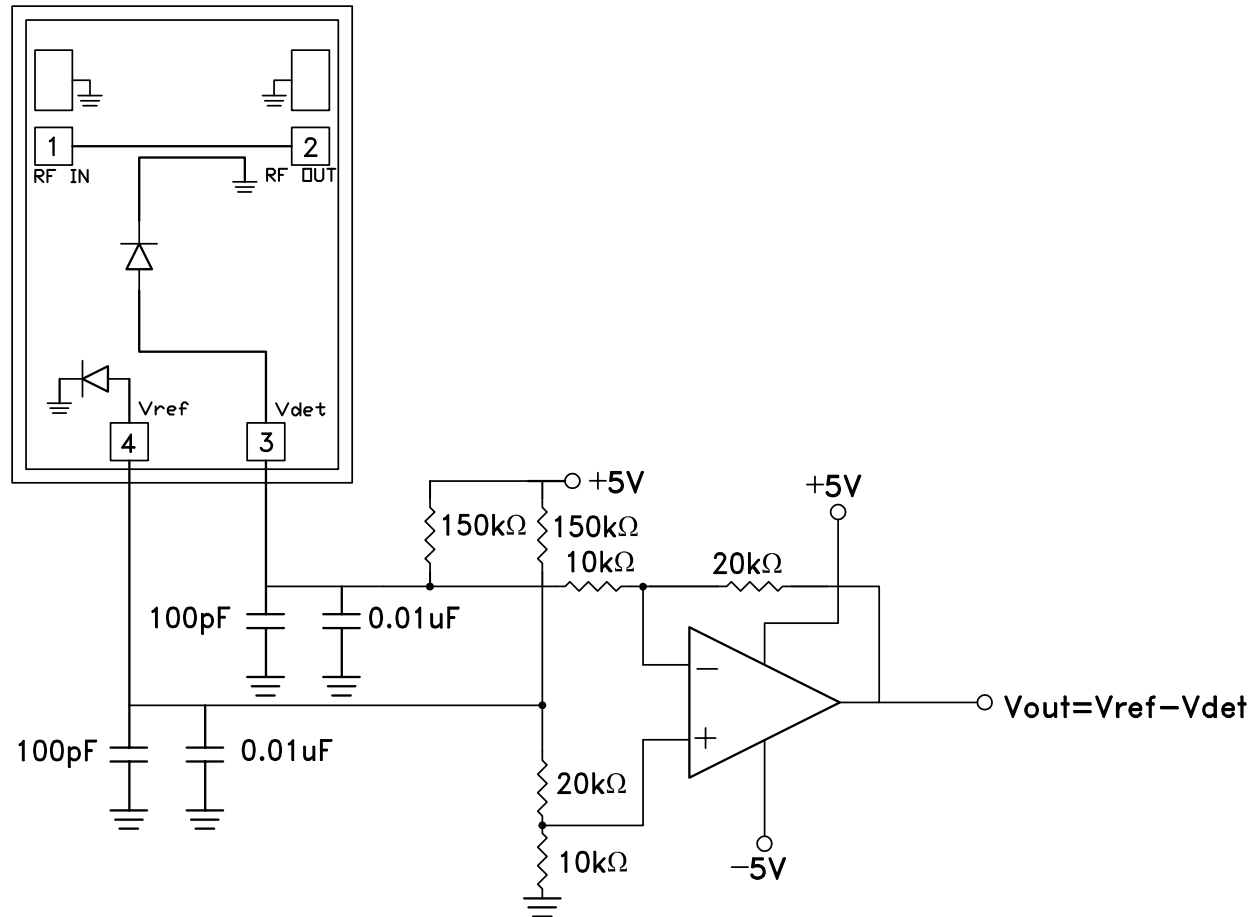 1
2
RF IN
RF OUT
Vref
Vdet
4
3
+5V
+5V
150kΩ
150kΩ
10kΩ
20kΩ
100pF
0.01uF
−
Vout=Vref−Vdet
+
100pF
0.01uF
20kΩ
10kΩ
−5V